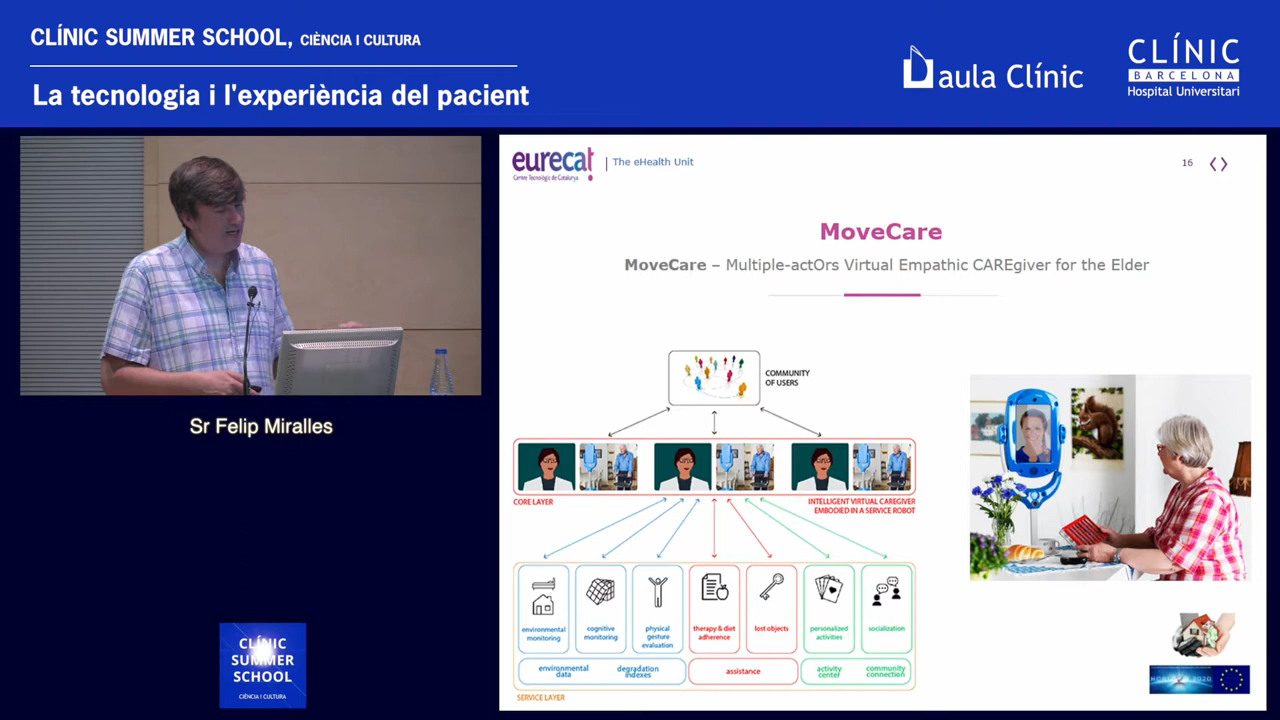 CLÍNIC SUMMER SCHOOL, CIÈNCIA I CULTURA
La tecnologia i l'experiència del pacient
aula Clínic
CLÍNIC
BARCELONA
Hospital Universitari
Sr Felip Miralles
CLÍNIC
SUMMER
SCHOOL
CIÈNCIA I CULTURA
eurecat
Centre Tecnològic de Catalunya
The eHealth Unit
16
MoveCare
MoveCare – Multiple-actOrs Virtual Empathic CAREgiver for the Elder
COMMUNITY
OF USERS
CORE LAYER
INTELLIGENT VIRTUAL CAREGIVER
EMBODIED IN A SERVICE ROBOT
environmental
monitoring
cognitive
monitoring
physical
gesture
evaluation
therapy & diet
adherence
lost objects
personalized
activities
socialization
environmental
data
degradation
indexes
assistance
activity
center
community
connection
SERVICE LAYER
HORIZON 2020